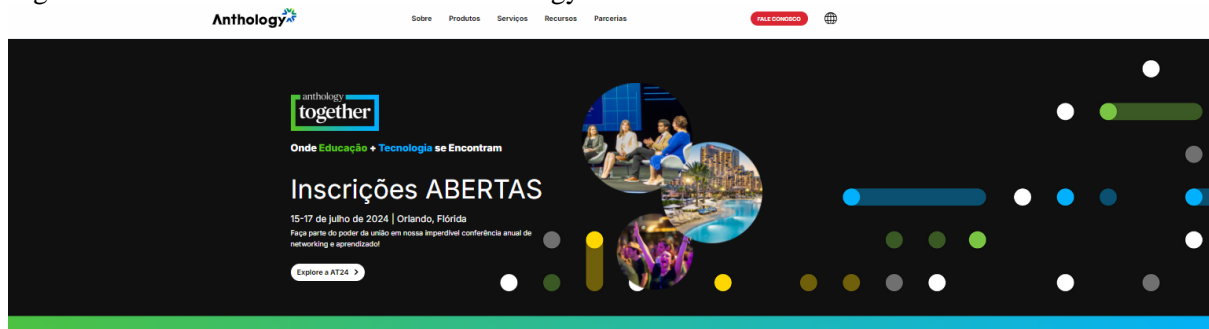 Anthology
Sobre Produtos Serviços Recursos Parcerias
FALE CONOSCO
anthology
together
Onde Educação + Tecnologia se Encontram
Inscrições ABERTAS
15-17 de julho de 2024 | Orlando, Flórida
Faça parte do poder da união em nossa imperdível conferência anual de
networking e aprendizado!
Explore a AT24 >